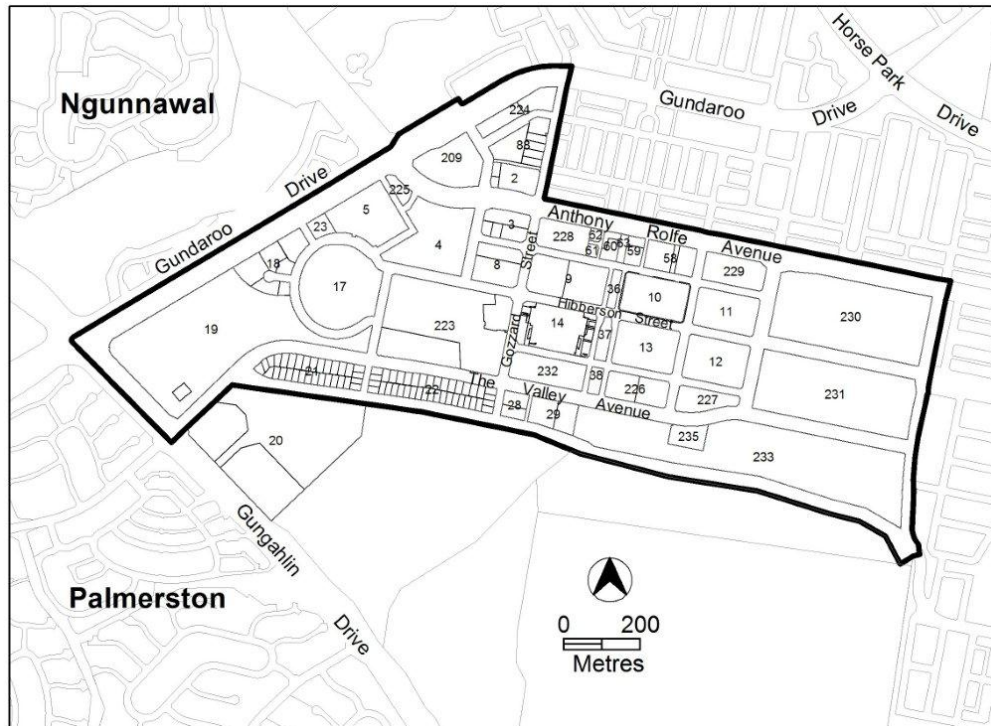 Ngunnawal
Horse Park
Drive
Gundaroo
Drive
224
83
209
2
Gundaroo
Drive
225
5
23
3
Anthony
Rolfe
Avenue
4
228
Street
62
61
60
63
59
58
229
18
8
17
9
36
10
11
230
19
223
Gozzard
14
Hibberson
Street
37
13
12
21
22
The
232
38
226
227
231
Valley
Avenue
28
29
235
233
20
Gungahlin
Drive
Palmerston
0 200
Metres